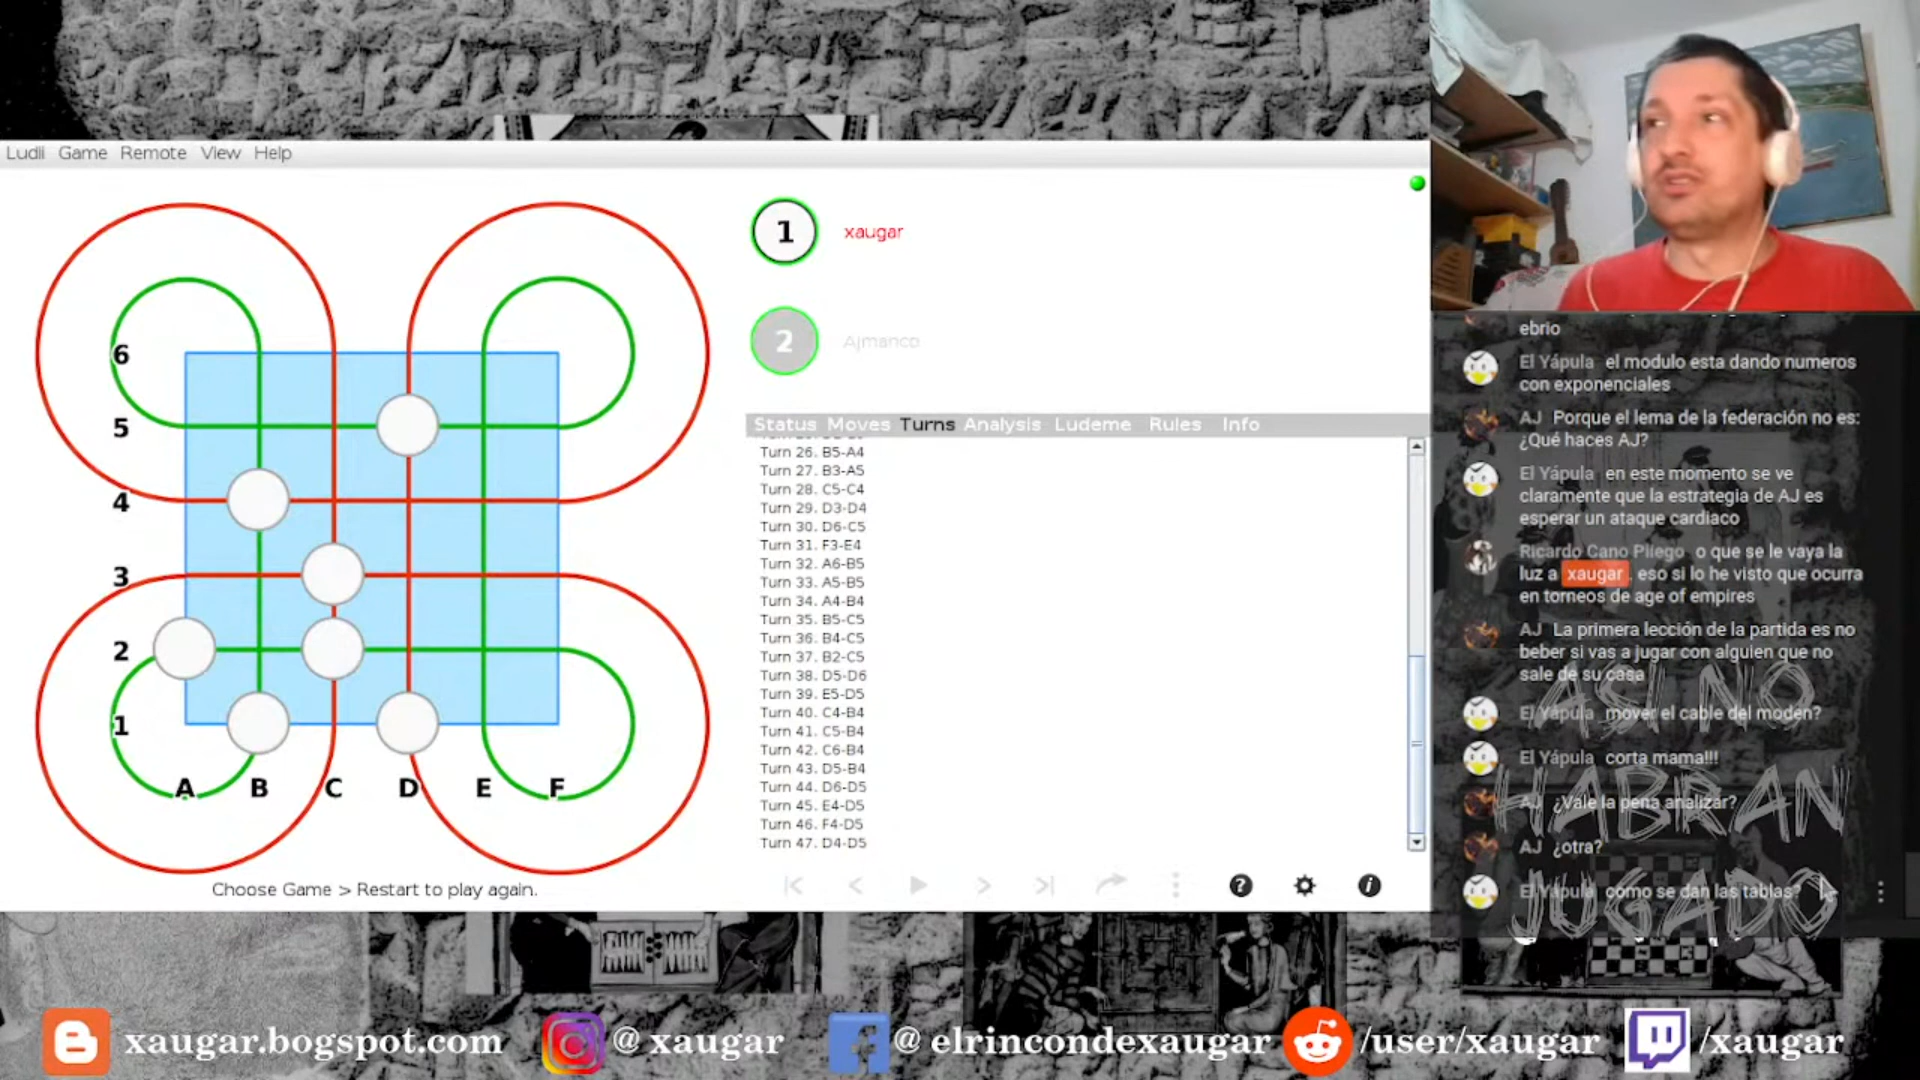 Ludii Game Remote View Help
6
5
4
3
2
1
A B C D E F
Choose Game > Restart to play again.
1 xaugar
2 Ajmanco
Status Moves Turns Analysis Ludeme Rules Info
Turn 26. B5-A4
Turn 27. B3-A5
Turn 28. C5-C4
Turn 29. D3-D4
Turn 30. D6-C5
Turn 31. F3-E4
Turn 32. A6-B5
Turn 33. A5-B5
Turn 34. A4-B4
Turn 35. B5-C5
Turn 36. B4-C5
Turn 37. B2-C5
Turn 38. D5-D6
Turn 39. E5-D5
Turn 40. C4-B4
Turn 41. C5-B4
Turn 42. C6-B4
Turn 43. D5-B4
Turn 44. D6-D5
Turn 45. E4-D5
Turn 46. F4-D5
Turn 47. D4-D5
ebrio
El Yápula el modulo esta dando numeros
con exponenciales
AJ Porque el lema de la federación no es:
¿Qué haces AJ?
El Yápula en este momento se ve
claramente que la estrategia de AJ es
esperar un ataque cardiaco
Ricardo Cano Pliego o que se le vaya la
luz a xaugar . eso si lo he visto que ocurra
en torneos de age of empires
AJ La primera lección de la partida es no
beber si vas a jugar con alguien que no
sale de su casa
El Yápula mover el cable del moden?
El Yápula corta mama!!!
AJ ¿Vale la pena analizar?
AJ ¿otra?
El Yápula cómo se dan las tablas?
ASI NO
HABRAN
JUGADO
xaugar.bogspot.com
@ xaugar
@ elrincondexaugar
/user/xaugar
/xaugar